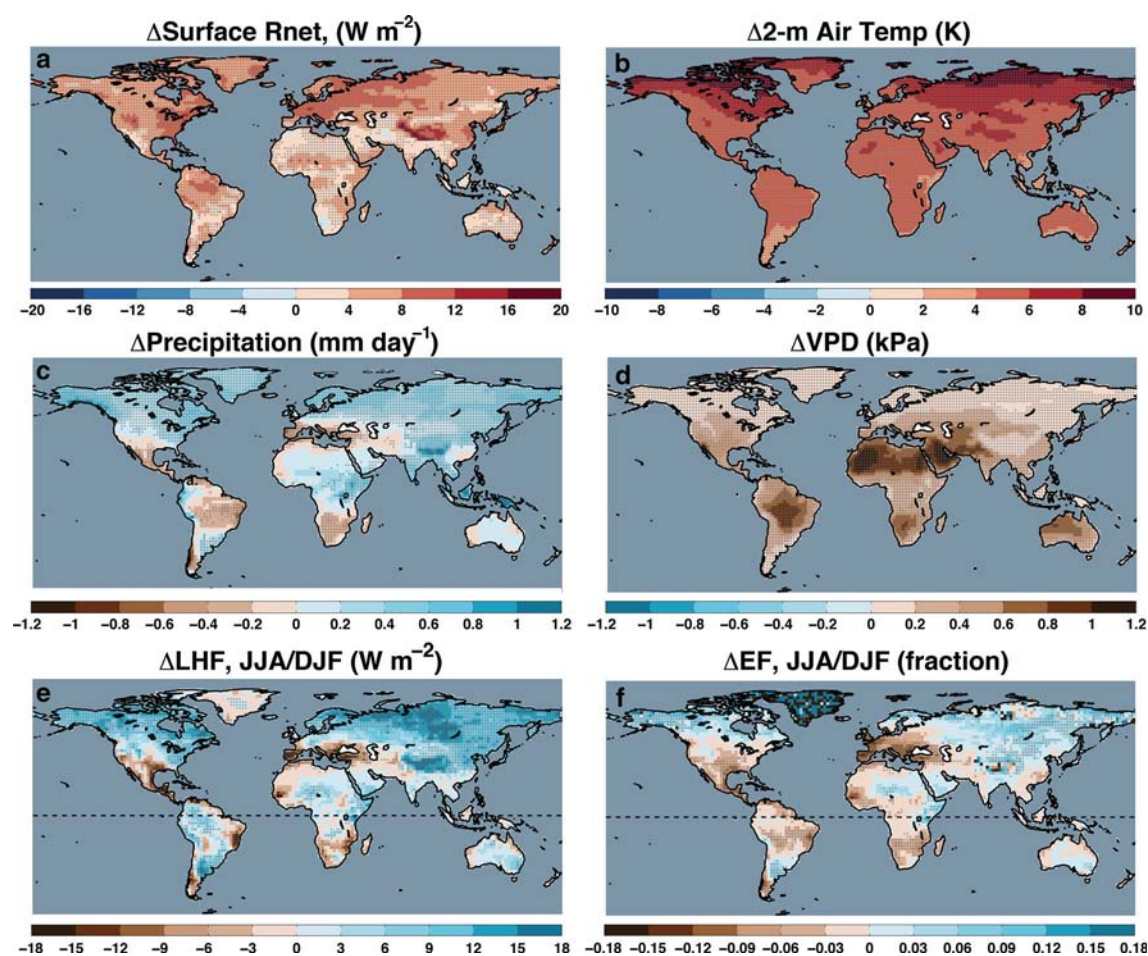 ΔSurface Rnet, (W m⁻²)
a
−20 −16 −12 −8 −4 0 4 8 12 16 20
Δ2-m Air Temp (K)
b
−10 −8 −6 −4 −2 0 2 4 6 8 10
ΔPrecipitation (mm day⁻¹)
c
−1.2 −1 −0.8 −0.6 −0.4 −0.2 0 0.2 0.4 0.6 0.8 1 1.2
ΔVPD (kPa)
d
−1.2 −1 −0.8 −0.6 −0.4 −0.2 0 0.2 0.4 0.6 0.8 1 1.2
ΔLHF, JJA/DJF (W m⁻²)
e
−18 −15 −12 −9 −6 −3 0 3 6 9 12 15 18
ΔEF, JJA/DJF (fraction)
f
−0.18 −0.15 −0.12 −0.09 −0.06 −0.03 0 0.03 0.06 0.09 0.12 0.15 0.18